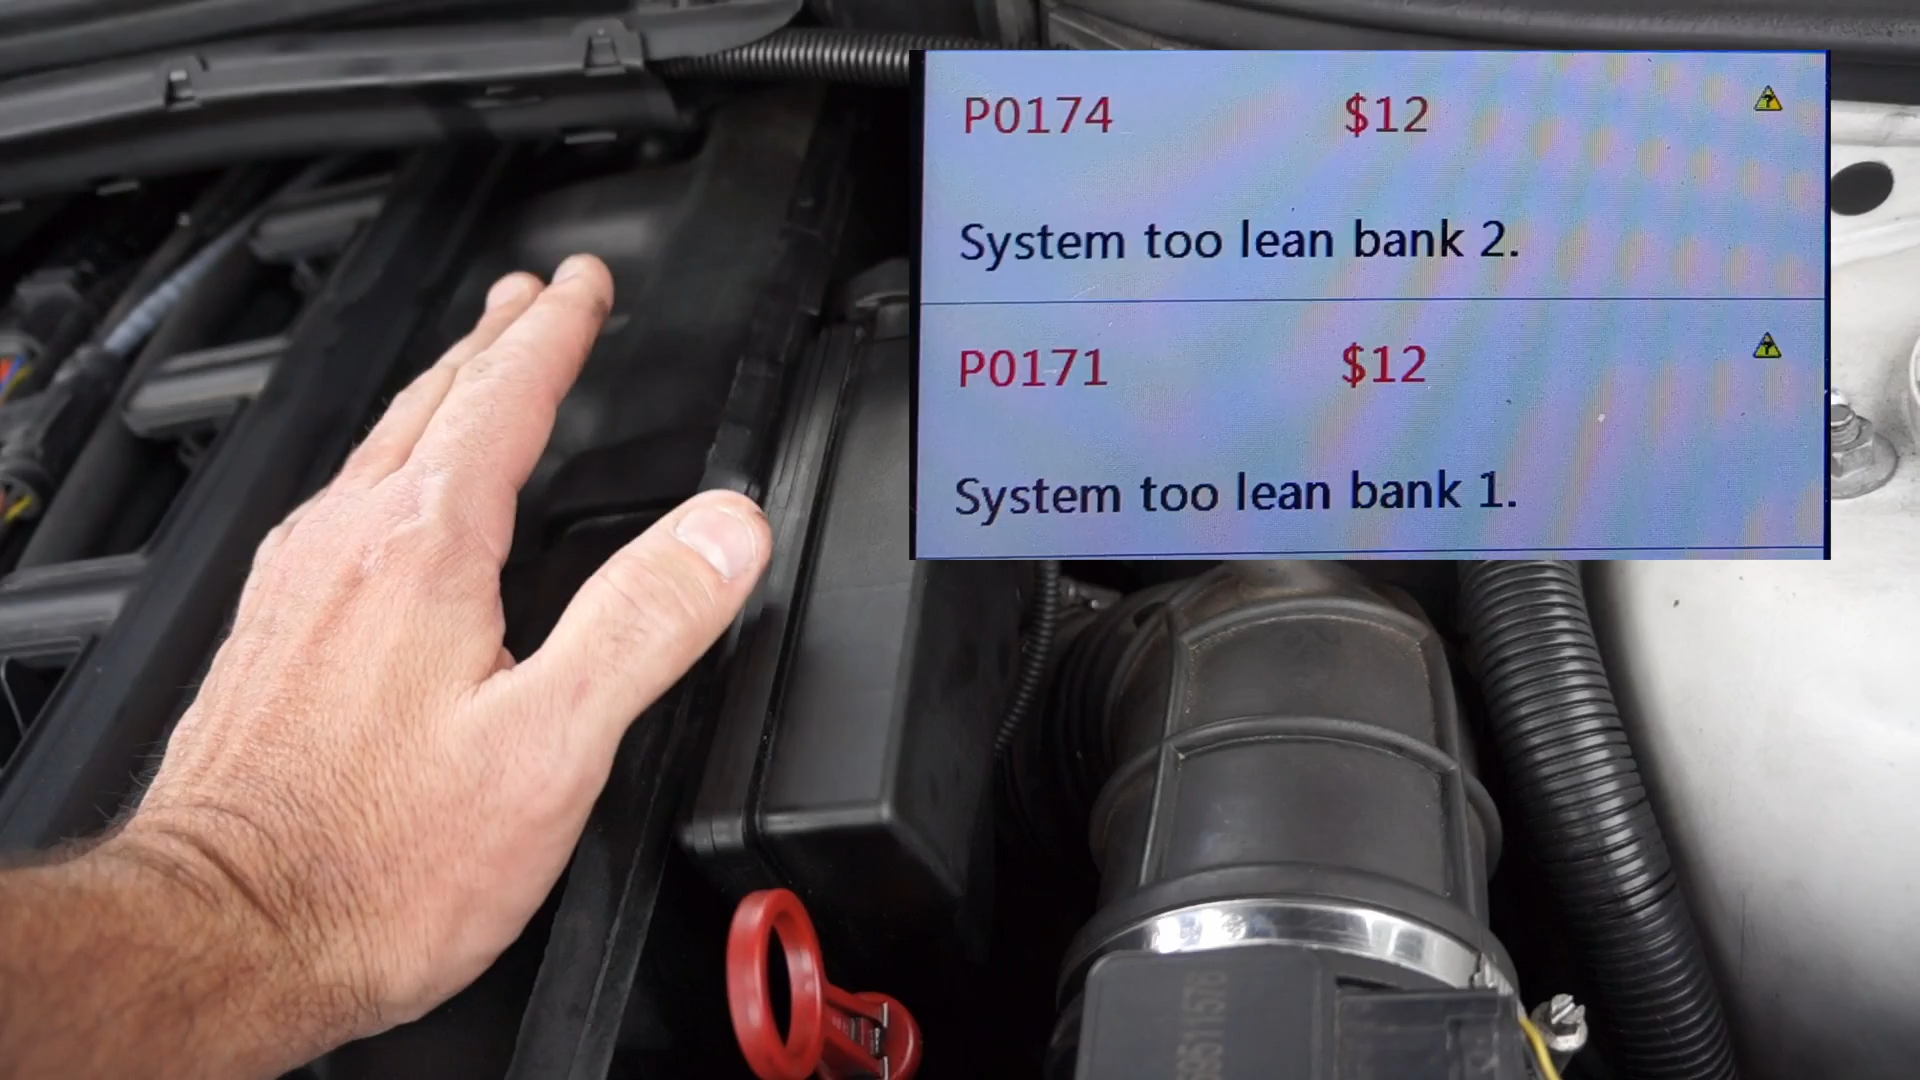 P0174 $12
System too lean bank 2.
P0171 $12
System too lean bank 1.